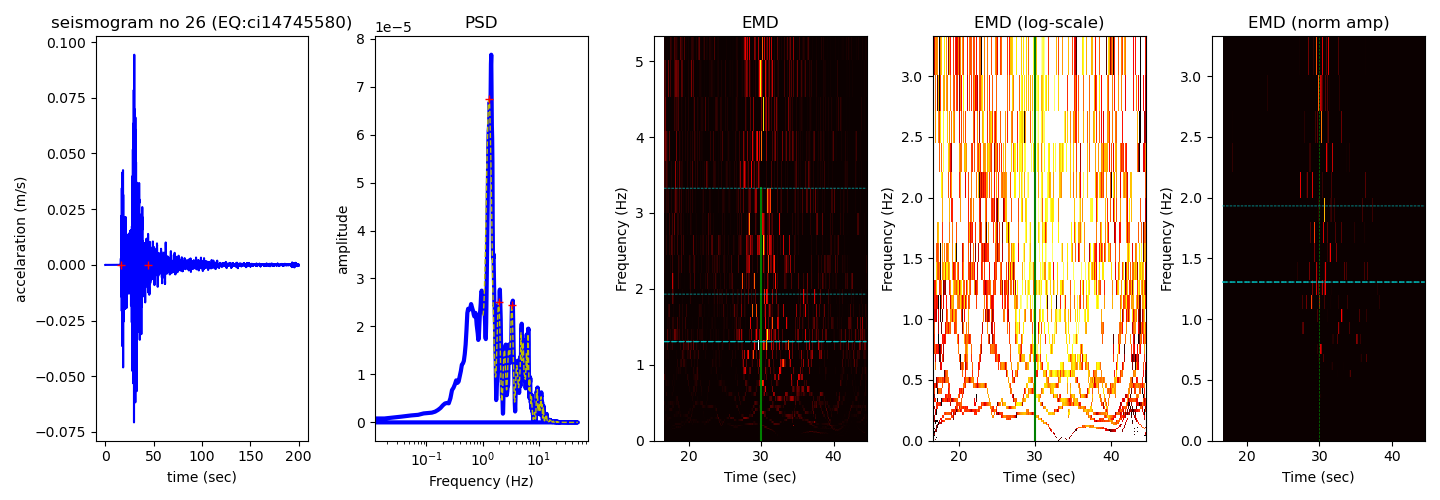 seismogram no 26 (EQ:ci14745580)
accelaration (m/s)
0.100
0.075
0.050
0.025
0.000
−0.025
−0.050
−0.075
0 50 100 150 200
time (sec)
PSD
1e−5
amplitude
8
7
6
5
4
3
2
1
0
10⁻¹ 10⁰ 10¹
Frequency (Hz)
EMD
Frequency (Hz)
5
4
3
2
1
0
20 30 40
Time (sec)
EMD (log-scale)
Frequency (Hz)
3.0
2.5
2.0
1.5
1.0
0.5
0.0
20 30 40
Time (sec)
EMD (norm amp)
Frequency (Hz)
3.0
2.5
2.0
1.5
1.0
0.5
0.0
20 30 40
Time (sec)